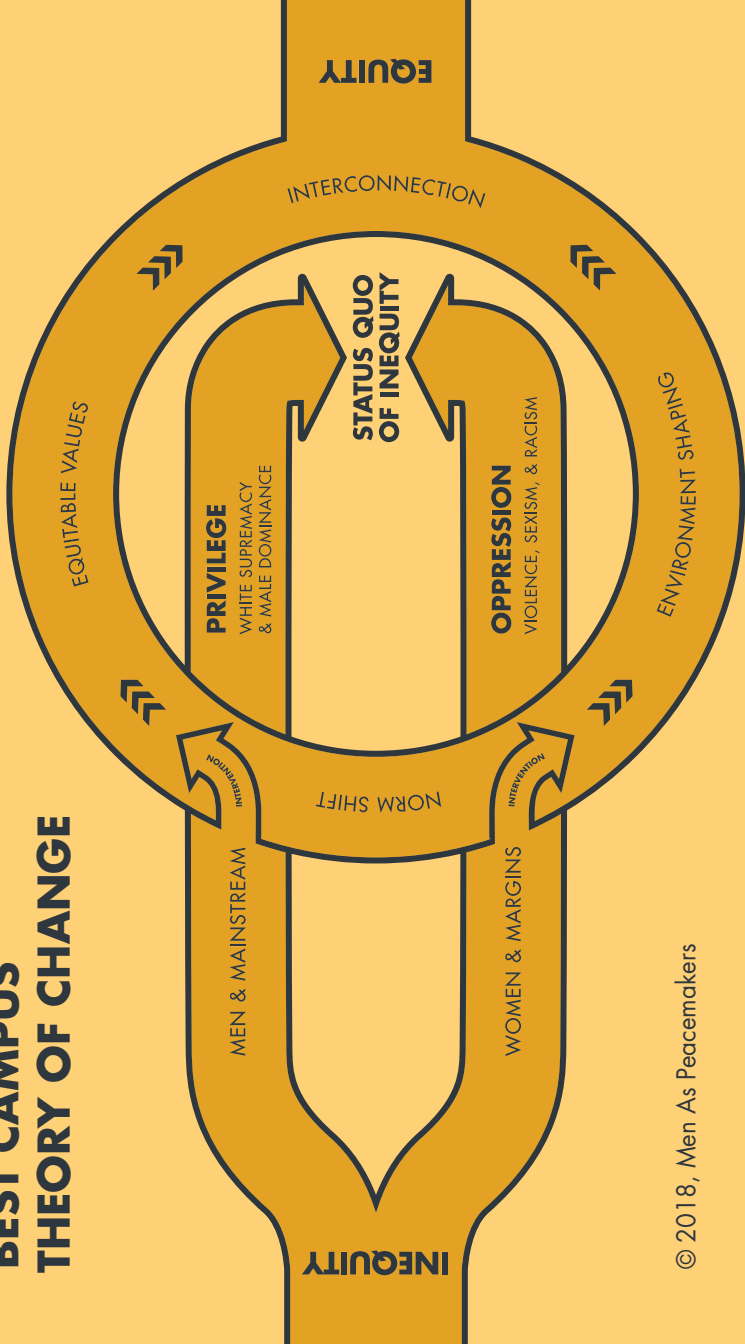 BEST CAMPUS
THEORY OF CHANGE
INEQUITY
MEN & MAINSTREAM
WOMEN & MARGINS
INTERVENTION
INTERVENTION
NORM SHIFT
EQUITABLE VALUES
ENVIRONMENT SHAPING
PRIVILEGE
WHITE SUPREMACY
& MALE DOMINANCE
OPPRESSION
VIOLENCE, SEXISM, & RACISM
STATUS QUO
OF INEQUITY
INTERCONNECTION
EQUITY
© 2018, Men As Peacemakers